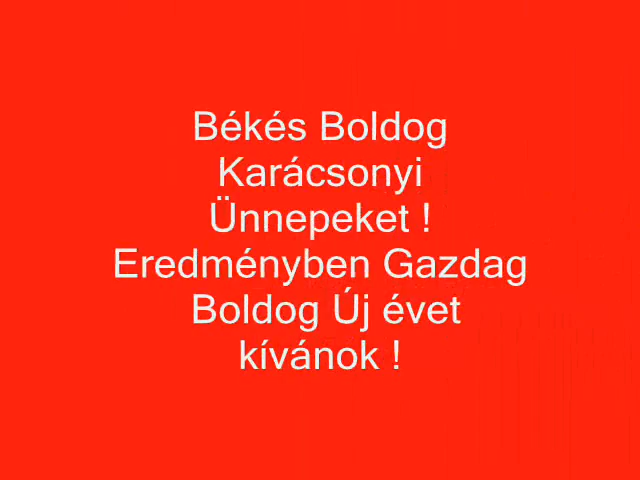 Békés Boldog
Karácsonyi
Ünnepeket !
Eredményben Gazdag
Boldog Új évet
kívánok !